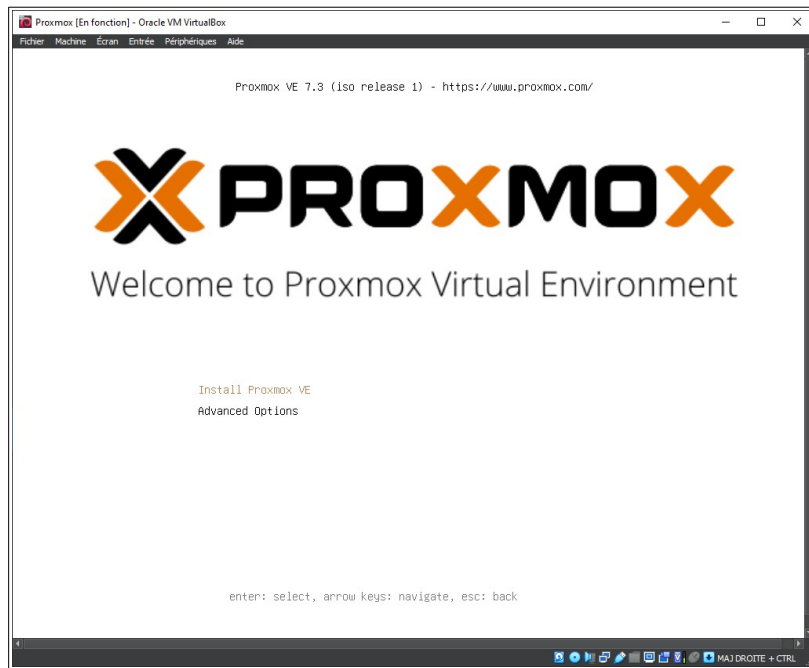 Proxmox [En fonction] - Oracle VM VirtualBox
Fichier Machine Écran Entrée Périphériques Aide
Proxmox VE 7.3 (iso release 1) - https://www.proxmox.com/
PROXMOX
Welcome to Proxmox Virtual Environment
Install Proxmox VE
Advanced Options
enter: select, arrow keys: navigate, esc: back
MAJ DROITE + CTRL